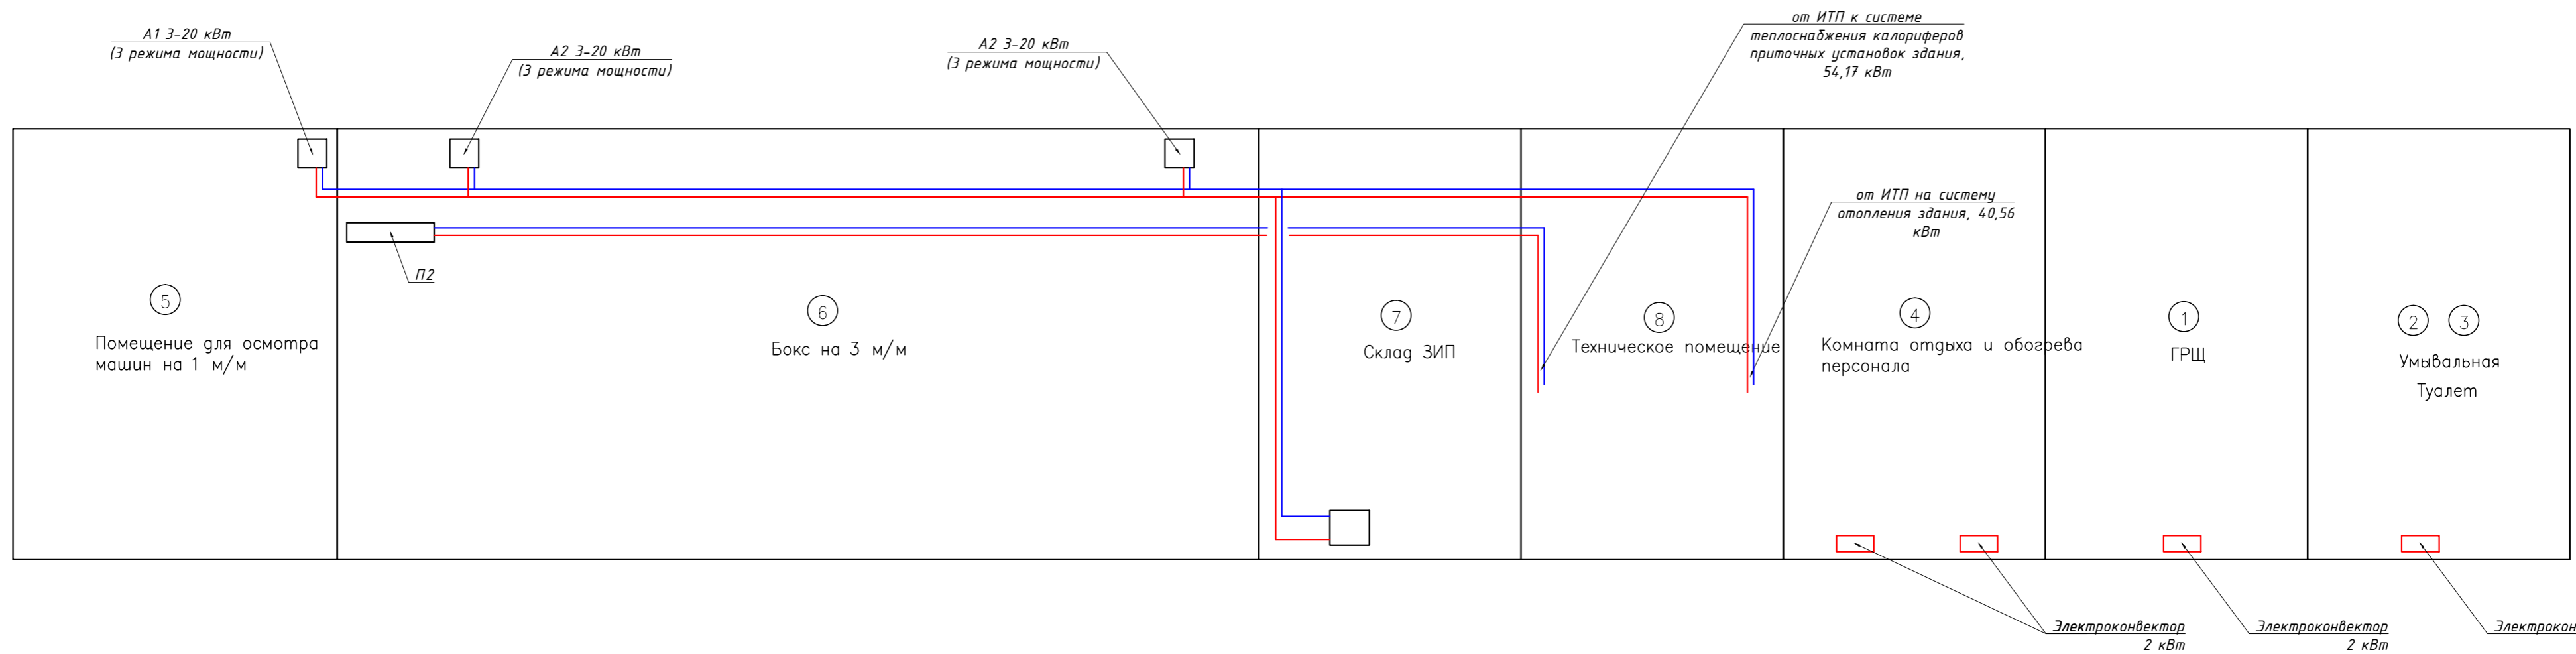 А1 3-20 кВт
(3 режима мощности)
А2 3-20 кВт
(3 режима мощности)
А2 3-20 кВт
(3 режима мощности)
от ИТП к системе
теплоснабжения калориферов
приточных установок здания,
54,17 кВт
от ИТП на систему
отопления здания, 40,56
кВт
П2
5
Помещение для осмотра
машин на 1 м/м
6
Бокс на 3 м/м
7
Склад ЗИП
8
Техническое помещение
4
Комната отдыха и обогрева
персонала
1
ГРЩ
2 3
Умывальная
Туалет
Электроконвектор
2 кВт
Электроконвектор
2 кВт
Электрокон